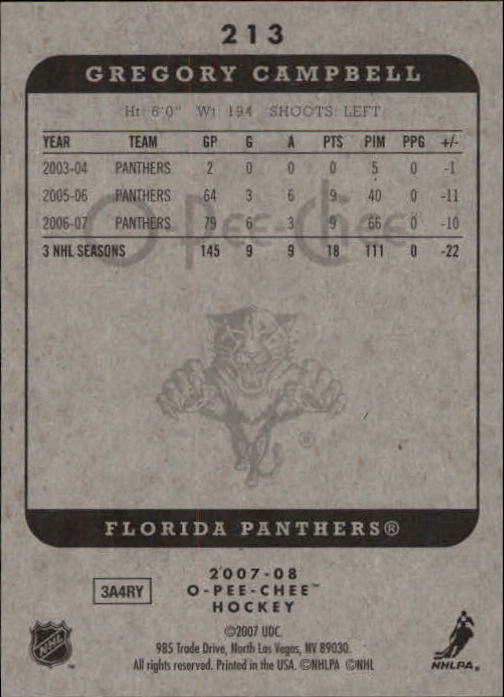 213
GREGORY CAMPBELL
Ht: 6'0" Wt: 194 SHOOTS: LEFT
YEAR TEAM GP G A PTS PIM PPG +/-
2003-04 PANTHERS 2 0 0 0 5 0 -1
2005-06 PANTHERS 64 3 6 9 40 0 -11
2006-07 PANTHERS 79 6 3 9 66 0 -10
O-PEE-CHEE
3 NHL SEASONS 145 9 9 18 111 0 -22
®
FLORIDA PANTHERS®
3A4RY
2007-08
O-PEE-CHEE™
HOCKEY
©2007 UDC.
985 Trade Drive, North Las Vegas, NV 89030.
All rights reserved. Printed in the USA. ©NHLPA ©NHL
NHL
NHLPA